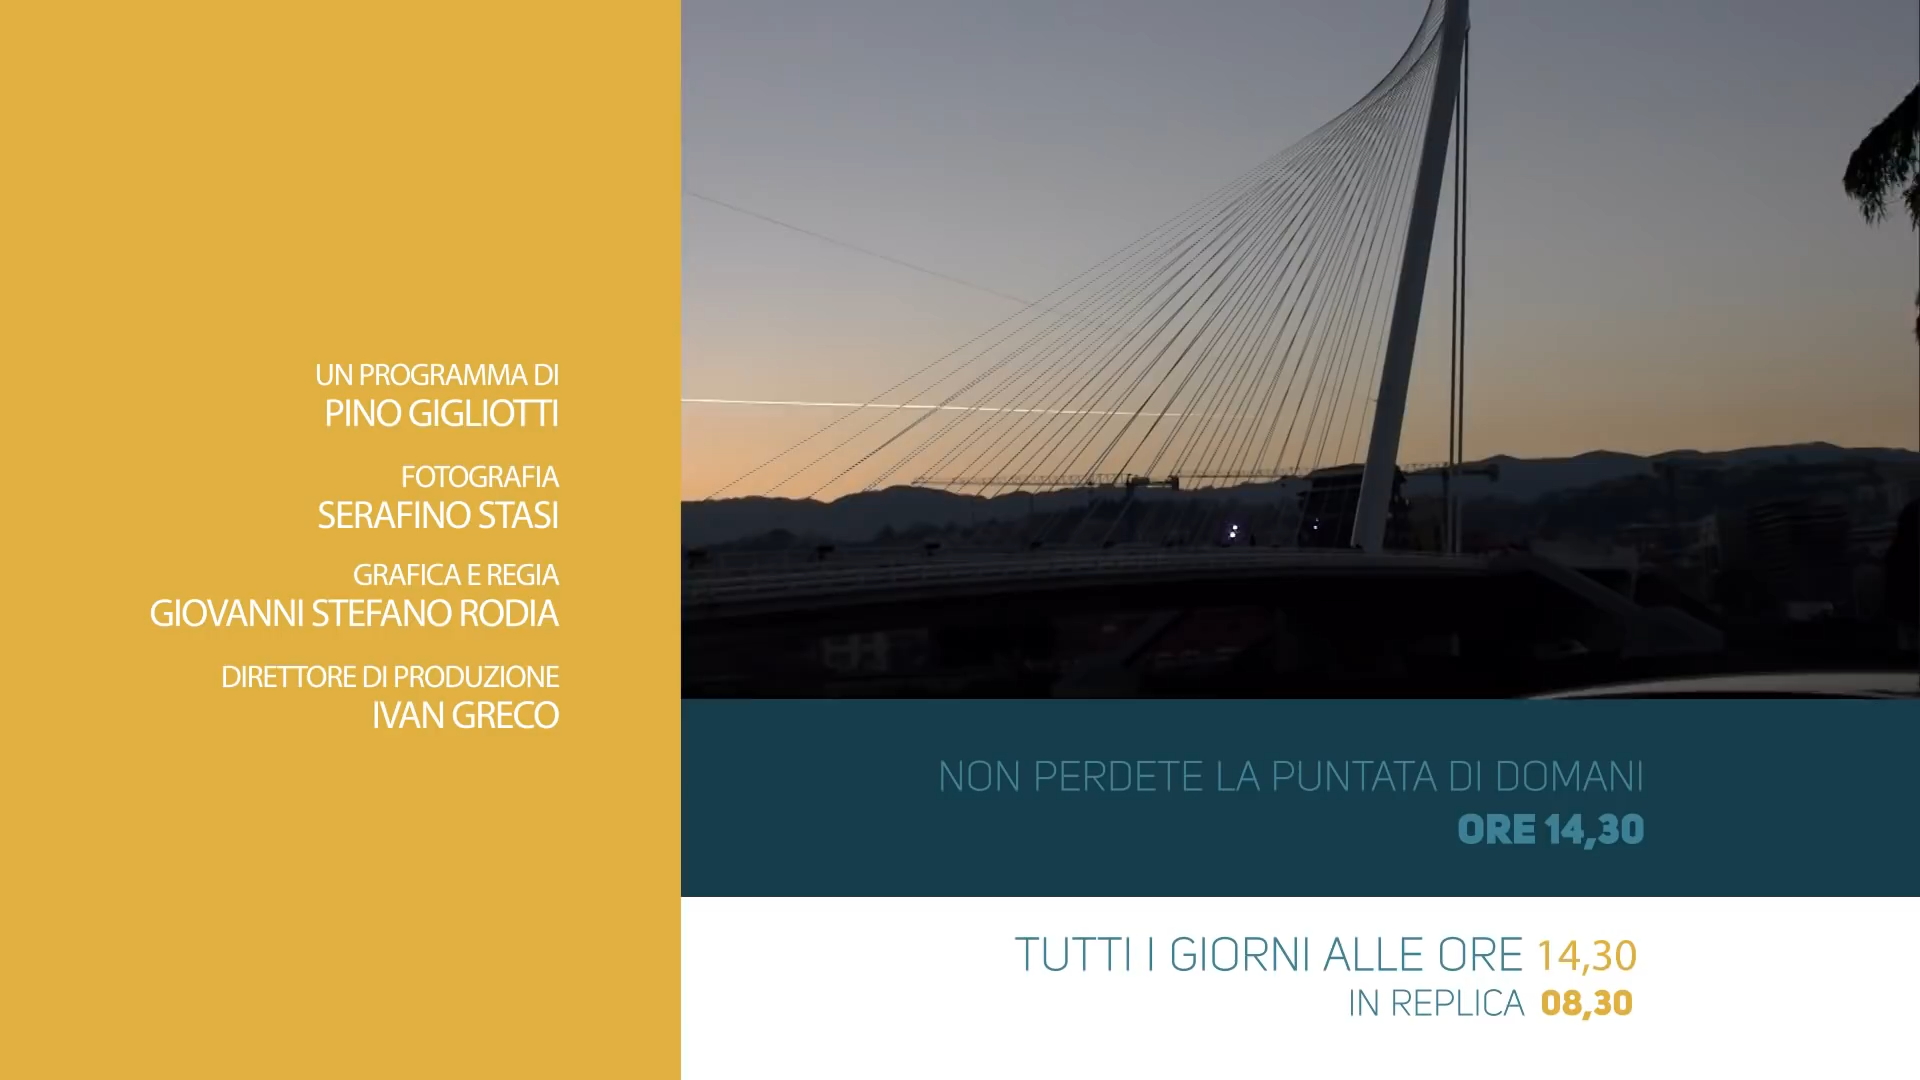 UN PROGRAMMA DI
PINO GIGLIOTTI
FOTOGRAFIA
SERAFINO STASI
GRAFICA E REGIA
GIOVANNI STEFANO RODIA
DIRETTORE DI PRODUZIONE
IVAN GRECO
NON PERDETE LA PUNTATA DI DOMANI
ORE 14,30
TUTTI I GIORNI ALLE ORE 14,30
IN REPLICA 08,30